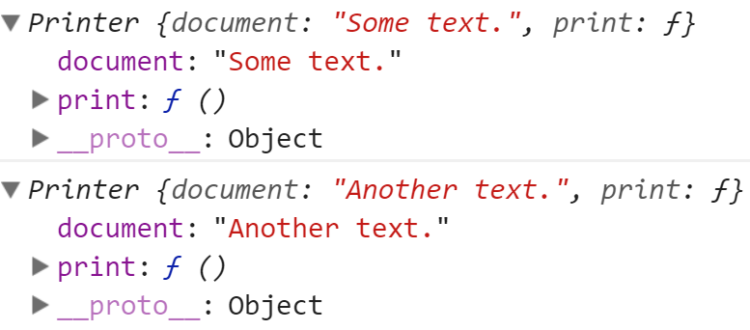 ▼ Printer {document: "Some text.", print: ƒ}
document: "Some text."
▶ print: ƒ ()
▶ __proto__: Object
▼ Printer {document: "Another text.", print: ƒ}
document: "Another text."
▶ print: ƒ ()
▶ __proto__: Object